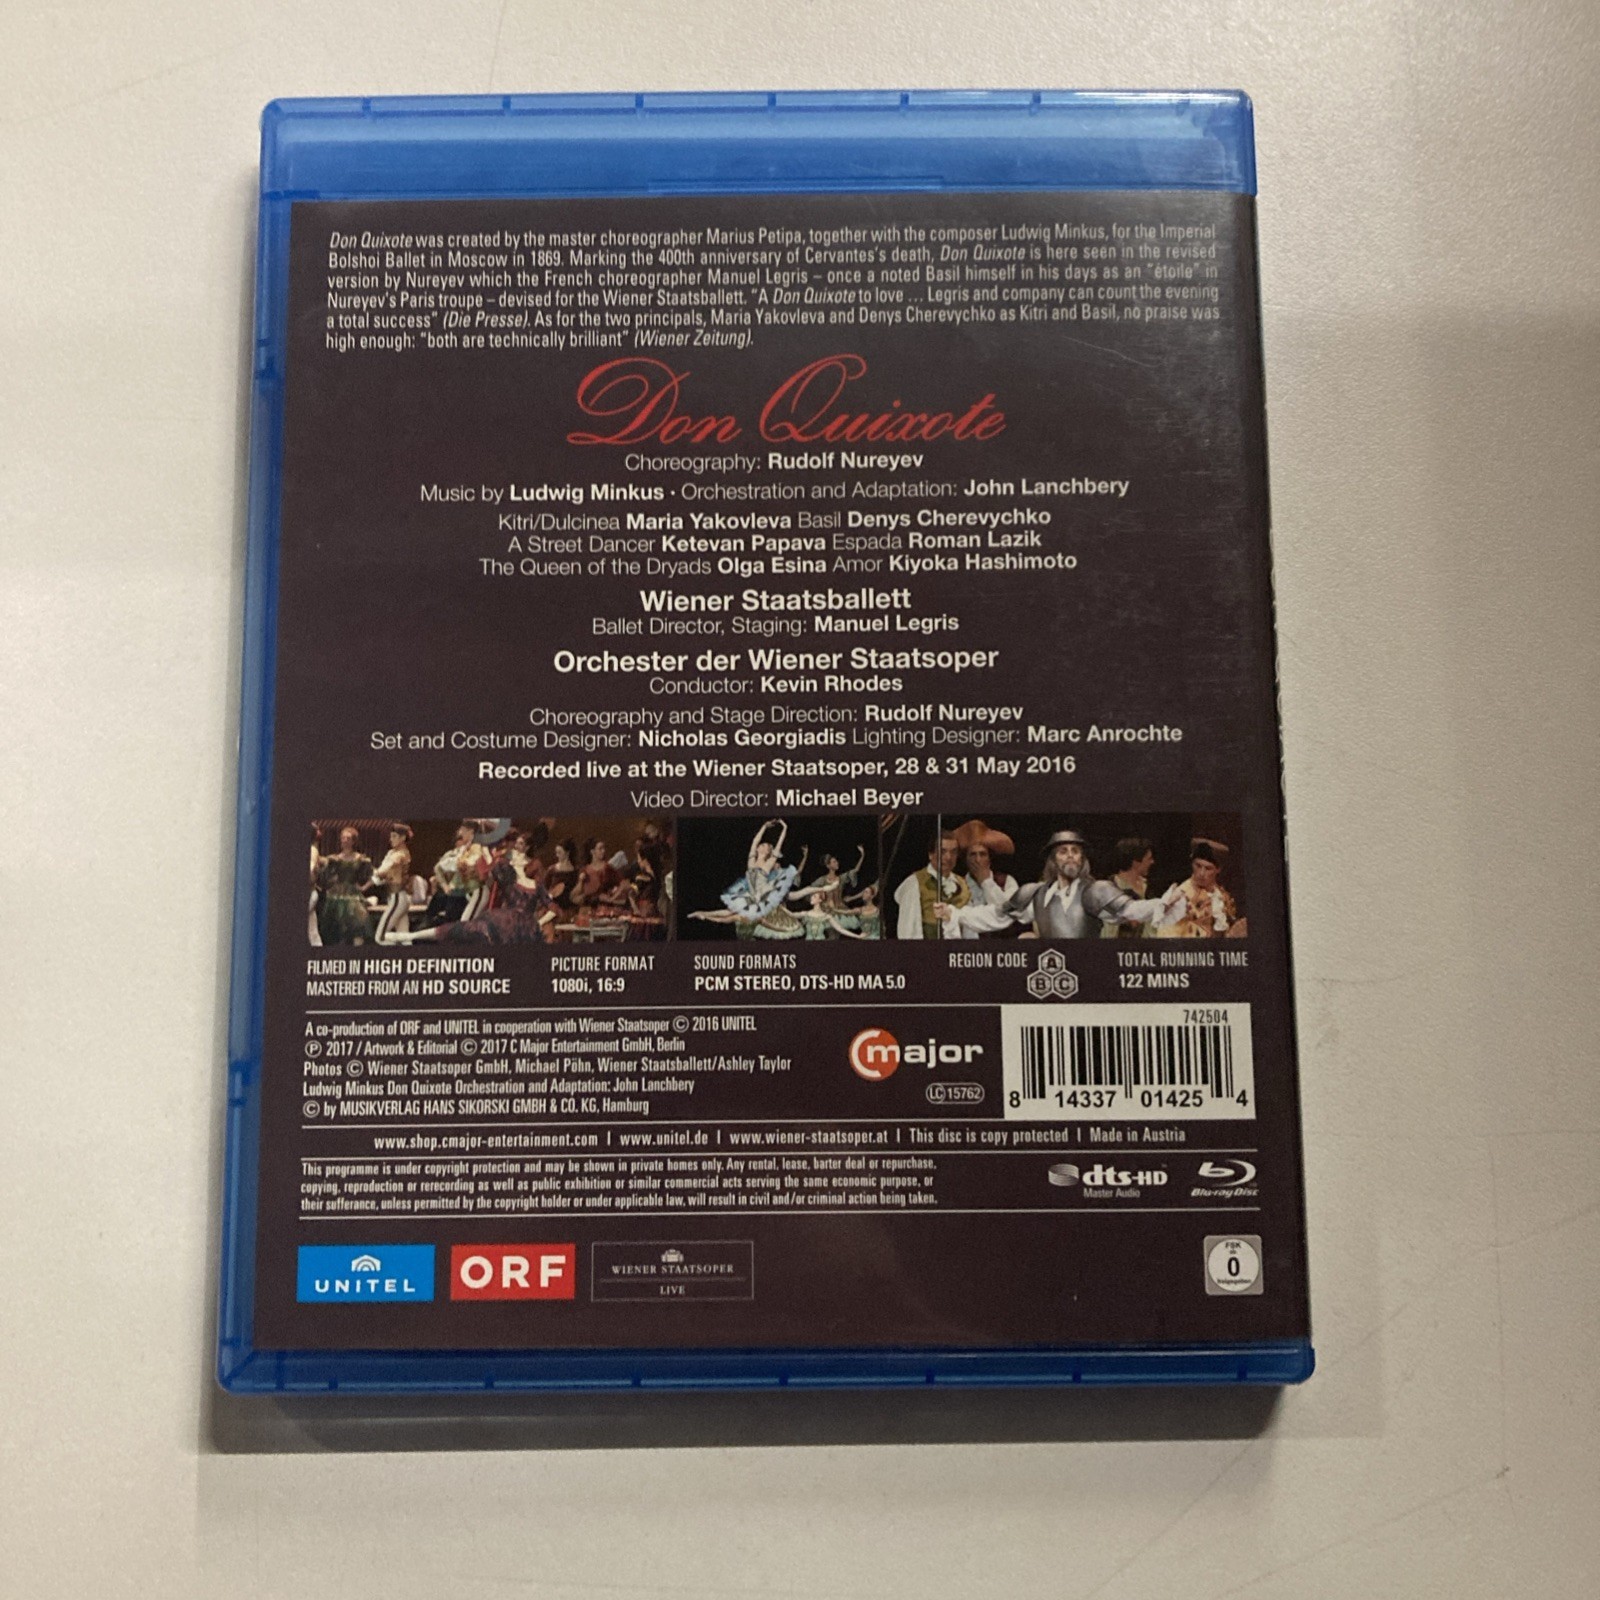 Don Quixote was created by the master choreographer Marius Petipa, together with the composer Ludwig Minkus, for the Imperial
Bolshoi Ballet in Moscow in 1869. Marking the 400th anniversary of Cervantes's death, Don Quixote is here seen in the revised
version by Nureyev which the French choreographer Manuel Legris – once a noted Basil himself in his days as an "étoile" in
Nureyev's Paris troupe – devised for the Wiener Staatsballett. "A Don Quixote to love ... Legris and company can count the evening
a total success" (Die Presse). As for the two principals, Maria Yakovleva and Denys Cherevychko as Kitri and Basil, no praise was
high enough: "both are technically brilliant" (Wiener Zeitung).
Don Quixote
Choreography: Rudolf Nureyev
Music by Ludwig Minkus · Orchestration and Adaptation: John Lanchbery
Kitri/Dulcinea Maria Yakovleva Basil Denys Cherevychko
A Street Dancer Ketevan Papava Espada Roman Lazik
The Queen of the Dryads Olga Esina Amor Kiyoka Hashimoto
Wiener Staatsballett
Ballet Director, Staging: Manuel Legris
Orchester der Wiener Staatsoper
Conductor: Kevin Rhodes
Choreography and Stage Direction: Rudolf Nureyev
Set and Costume Designer: Nicholas Georgiadis Lighting Designer: Marc Anrochte
Recorded live at the Wiener Staatsoper, 28 & 31 May 2016
Video Director: Michael Beyer
FILMED IN HIGH DEFINITION
MASTERED FROM AN HD SOURCE
PICTURE FORMAT
1080i, 16:9
SOUND FORMATS
PCM STEREO, DTS-HD MA 5.0
REGION CODE A B C
TOTAL RUNNING TIME
122 MINS
A co-production of ORF and UNITEL in cooperation with Wiener Staatsoper © 2016 UNITEL
℗ 2017 / Artwork & Editorial © 2017 C Major Entertainment GmbH, Berlin
Photos © Wiener Staatsoper GmbH, Michael Pöhn, Wiener Staatsballett/Ashley Taylor
Ludwig Minkus Don Quixote Orchestration and Adaptation: John Lanchbery
© by MUSIKVERLAG HANS SIKORSKI GMBH & CO. KG, Hamburg
C major
LC 15762
742504
8 14337 01425 4
www.shop.cmajor-entertainment.com | www.unitel.de | www.wiener-staatsoper.at | This disc is copy protected | Made in Austria
This programme is under copyright protection and may be shown in private homes only. Any rental, lease, barter deal or repurchase,
copying, reproduction or rerecording as well as public exhibition or similar commercial acts serving the same economic purpose, or
their sufferance, unless permitted by the copyright holder or under applicable law, will result in civil and/or criminal action being taken.
dts-HD
Master Audio
Blu-ray Disc
UNITEL
ORF
WIENER STAATSOPER
LIVE
FSK
0
freigegeben